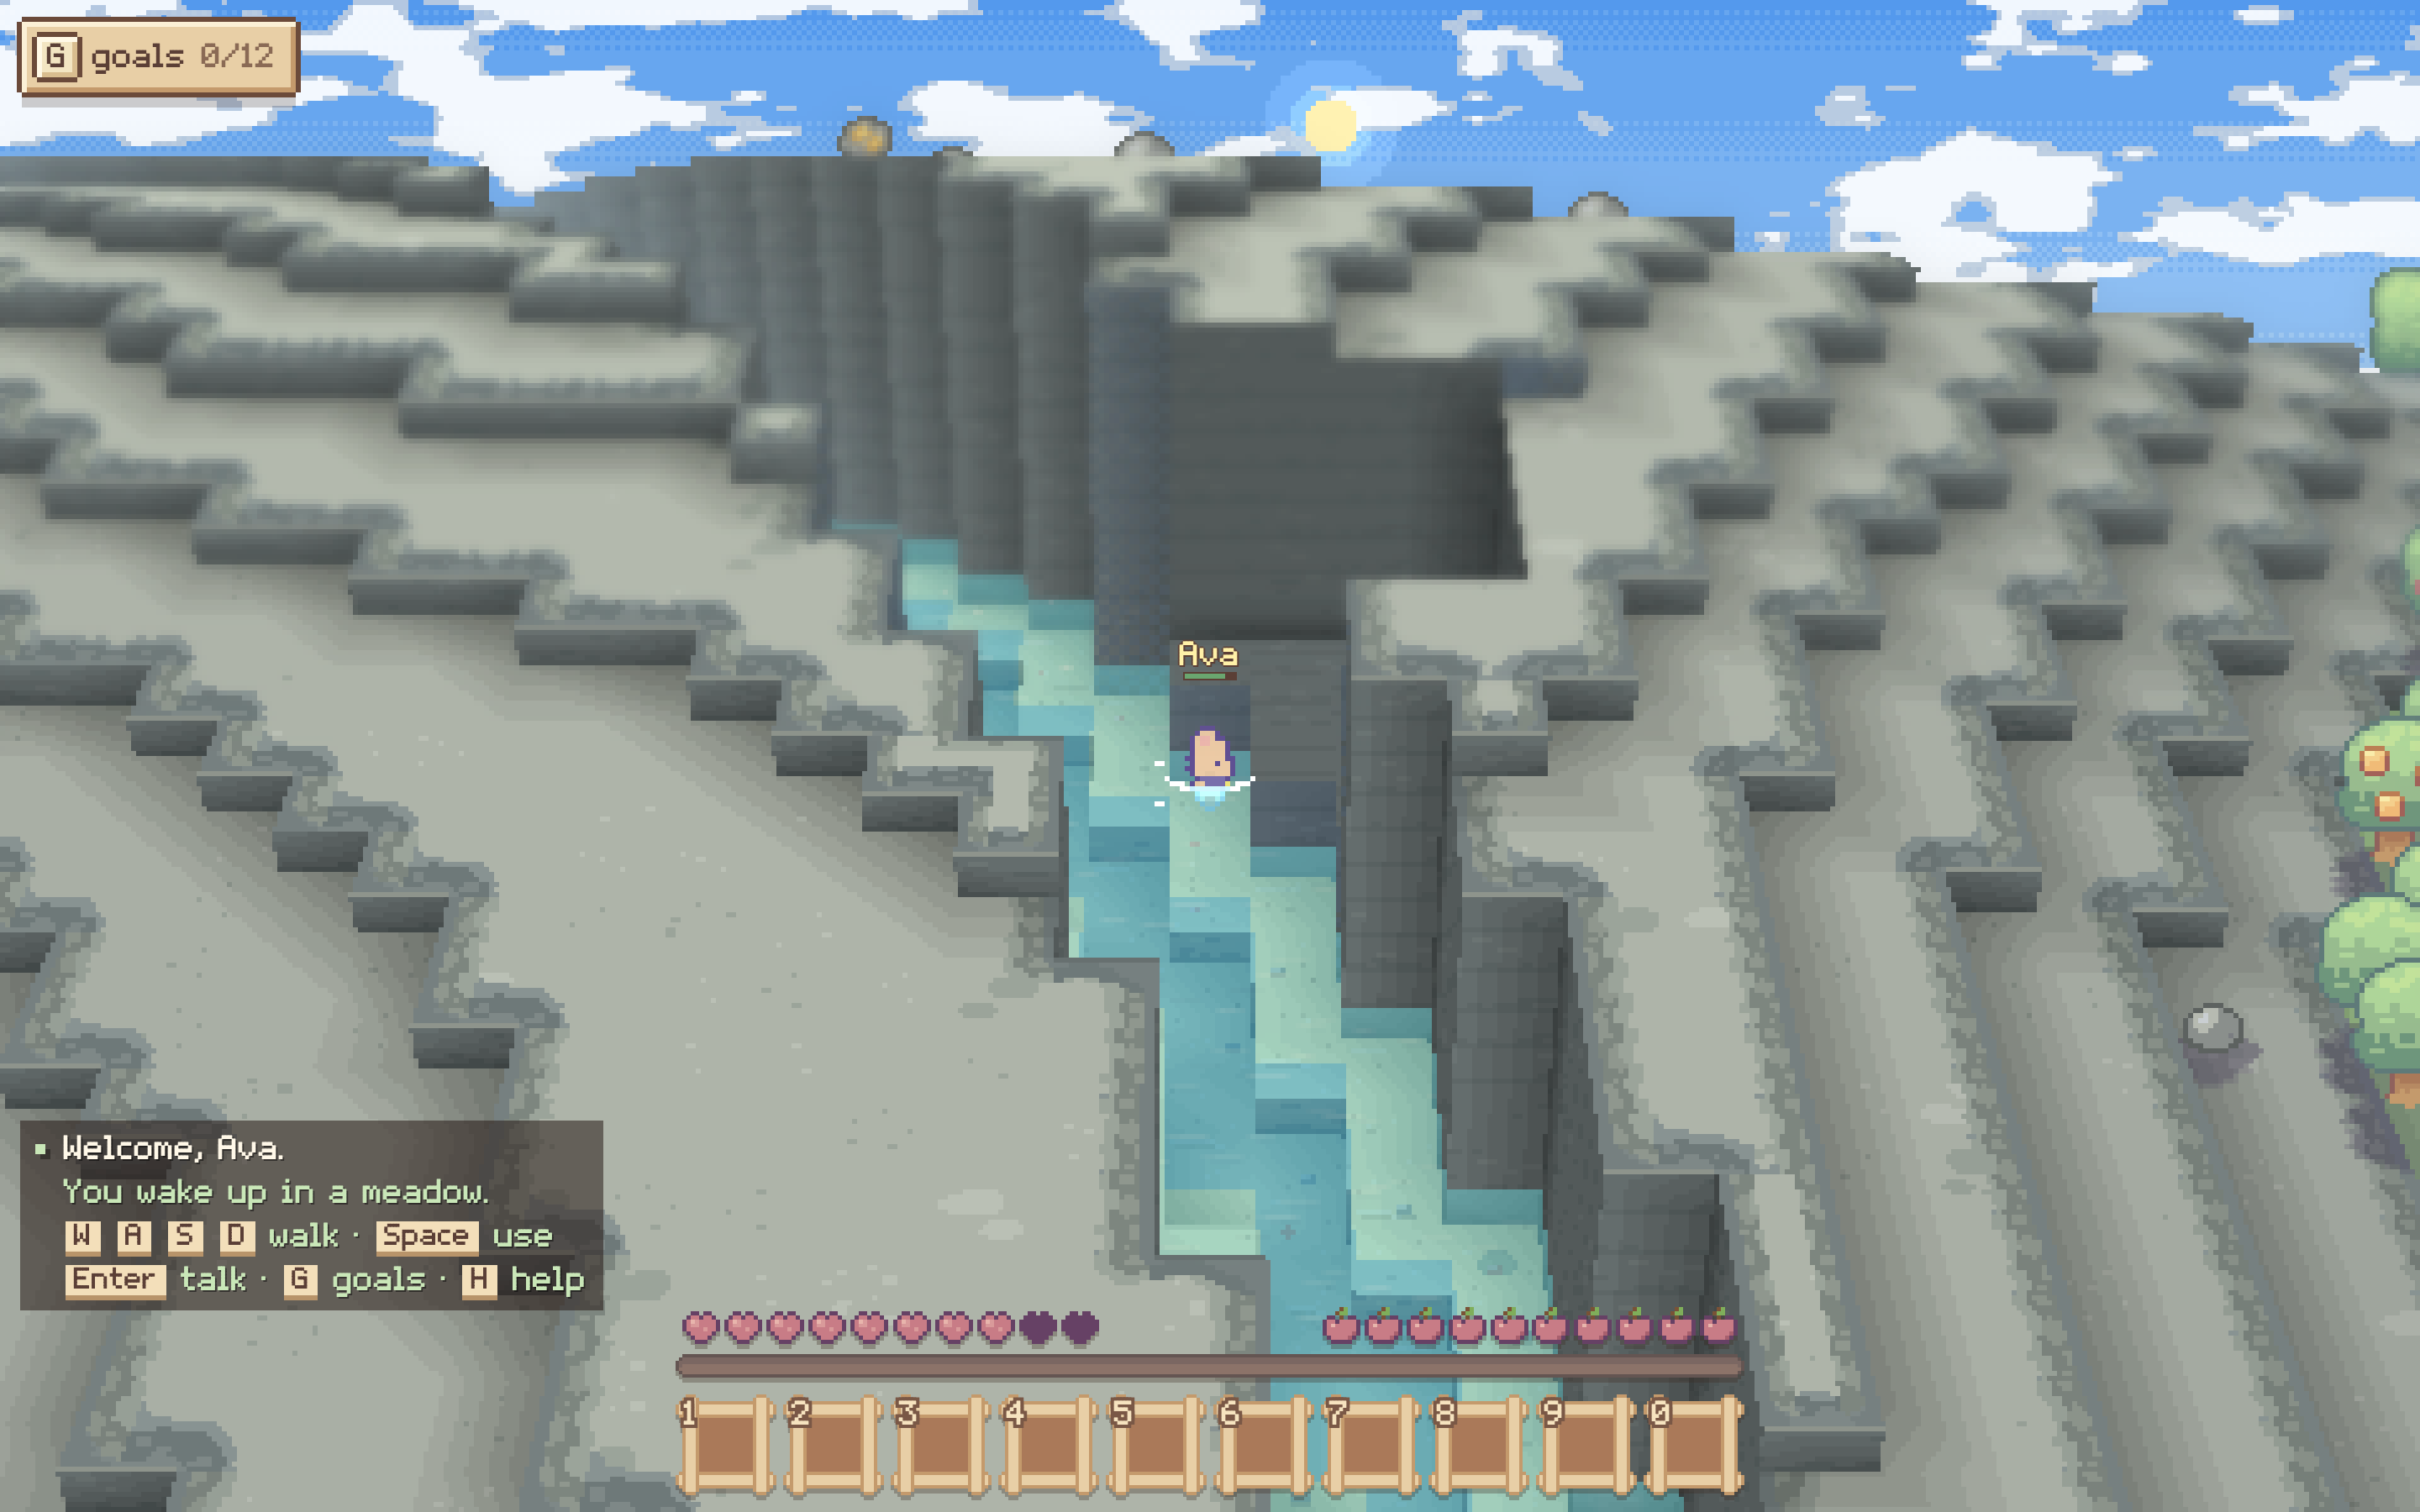 G goals 0/12
Ava
Welcome, Ava.
You wake up in a meadow.
W A S D walk · Space use
Enter talk · G goals · H help
1 2 3 4 5 6 7 8 9 0